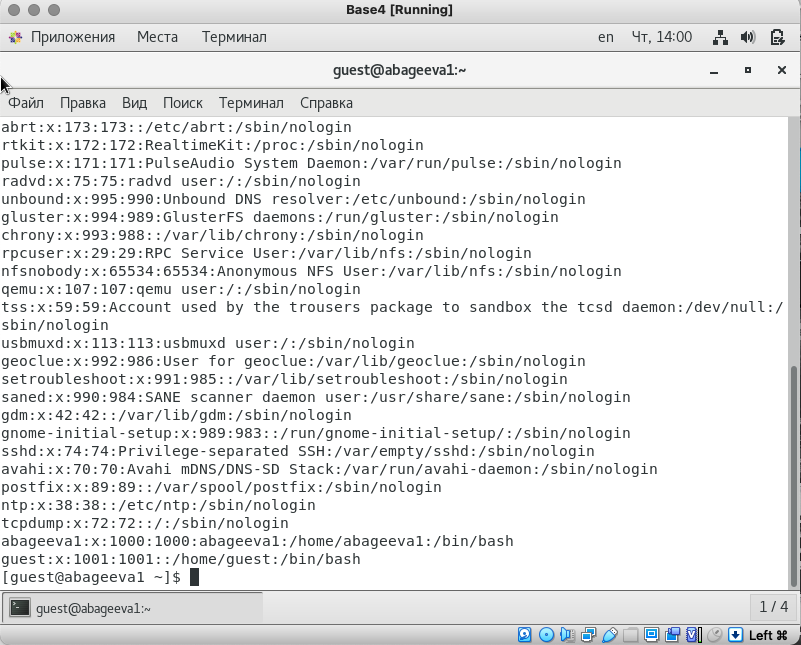 Base4 [Running]
Приложения Места Терминал en Чт, 14:00
guest@abageeva1:~
Файл Правка Вид Поиск Терминал Справка
abrt:x:173:173::/etc/abrt:/sbin/nologin
rtkit:x:172:172:RealtimeKit:/proc:/sbin/nologin
pulse:x:171:171:PulseAudio System Daemon:/var/run/pulse:/sbin/nologin
radvd:x:75:75:radvd user:/:/sbin/nologin
unbound:x:995:990:Unbound DNS resolver:/etc/unbound:/sbin/nologin
gluster:x:994:989:GlusterFS daemons:/run/gluster:/sbin/nologin
chrony:x:993:988::/var/lib/chrony:/sbin/nologin
rpcuser:x:29:29:RPC Service User:/var/lib/nfs:/sbin/nologin
nfsnobody:x:65534:65534:Anonymous NFS User:/var/lib/nfs:/sbin/nologin
qemu:x:107:107:qemu user:/:/sbin/nologin
tss:x:59:59:Account used by the trousers package to sandbox the tcsd daemon:/dev/null:/
sbin/nologin
usbmuxd:x:113:113:usbmuxd user:/:/sbin/nologin
geoclue:x:992:986:User for geoclue:/var/lib/geoclue:/sbin/nologin
setroubleshoot:x:991:985::/var/lib/setroubleshoot:/sbin/nologin
saned:x:990:984:SANE scanner daemon user:/usr/share/sane:/sbin/nologin
gdm:x:42:42::/var/lib/gdm:/sbin/nologin
gnome-initial-setup:x:989:983::/run/gnome-initial-setup/:/sbin/nologin
sshd:x:74:74:Privilege-separated SSH:/var/empty/sshd:/sbin/nologin
avahi:x:70:70:Avahi mDNS/DNS-SD Stack:/var/run/avahi-daemon:/sbin/nologin
postfix:x:89:89::/var/spool/postfix:/sbin/nologin
ntp:x:38:38::/etc/ntp:/sbin/nologin
tcpdump:x:72:72::/:/sbin/nologin
abageeva1:x:1000:1000:abageeva1:/home/abageeva1:/bin/bash
guest:x:1001:1001::/home/guest:/bin/bash
[guest@abageeva1 ~]$
guest@abageeva1:~ 1 / 4
Left ⌘